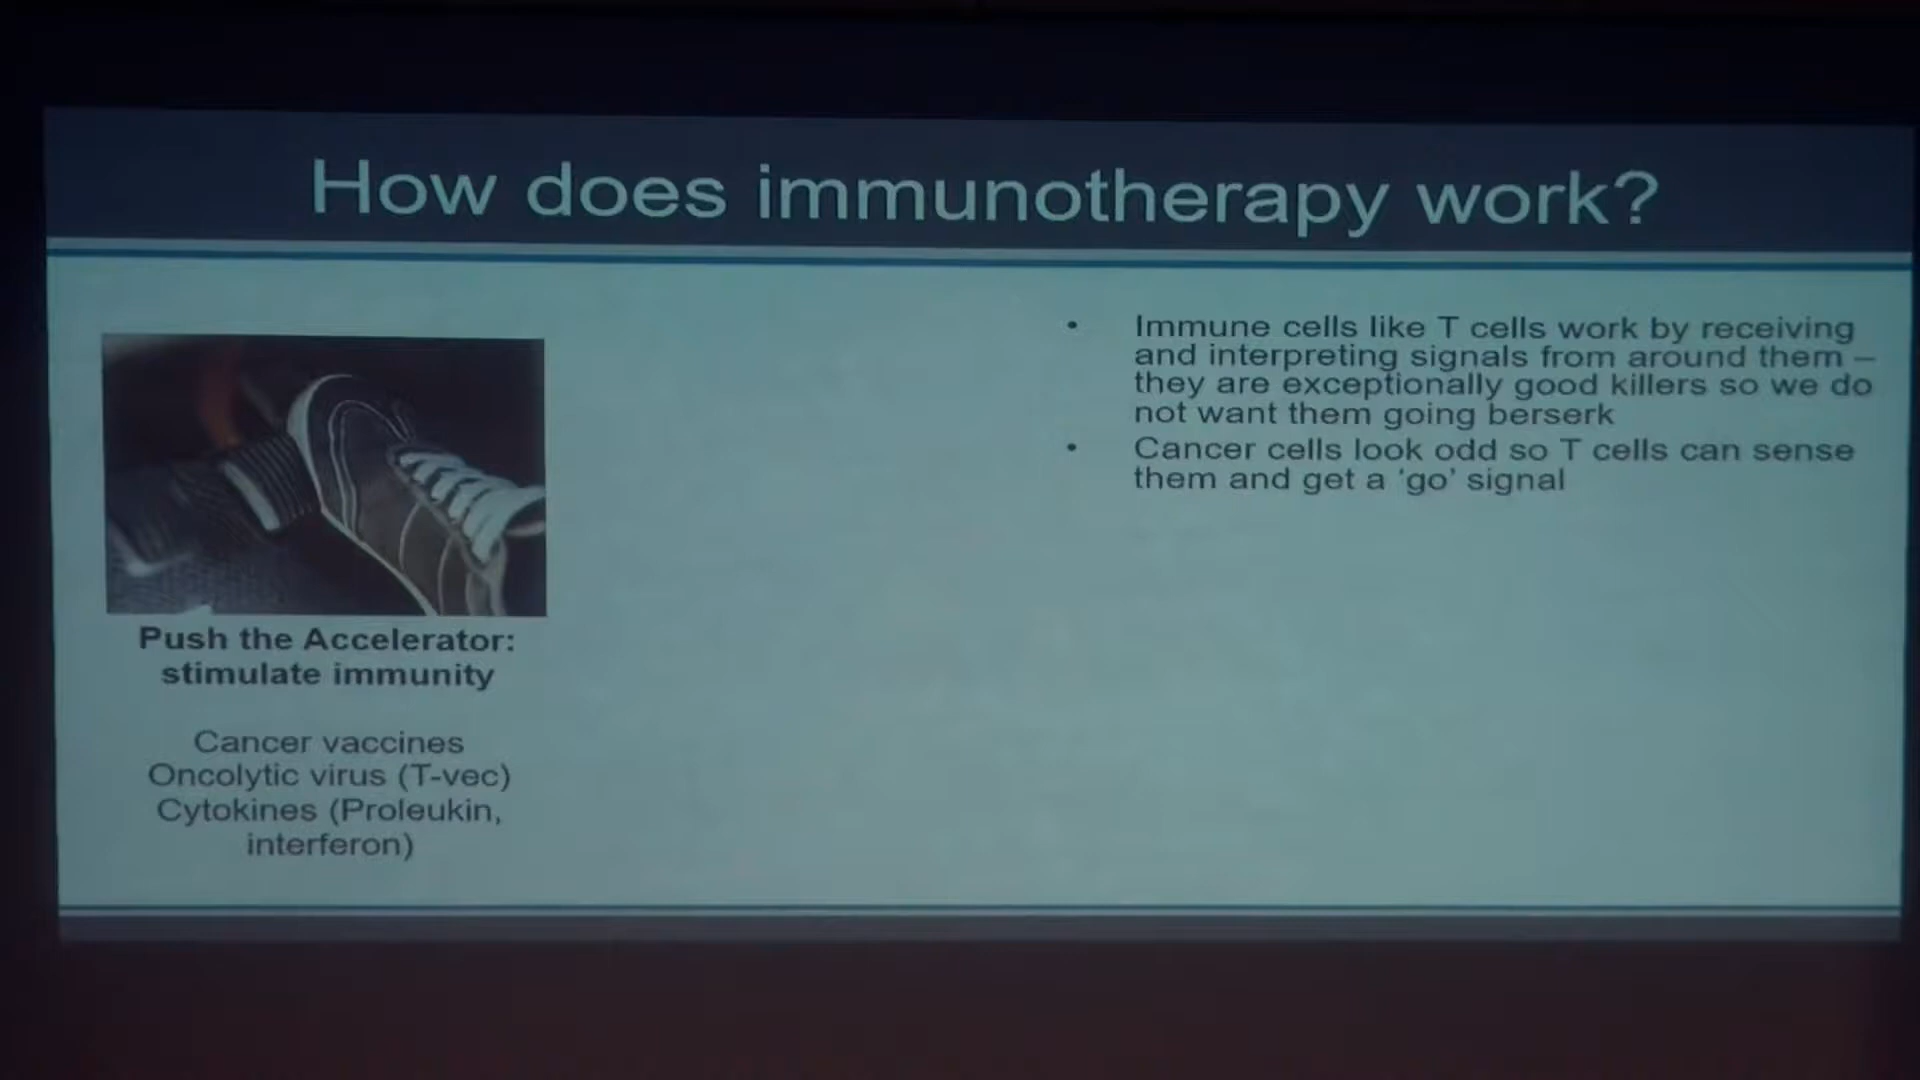 How does immunotherapy work?
Push the Accelerator:
stimulate immunity
Cancer vaccines
Oncolytic virus (T-vec)
Cytokines (Proleukin,
interferon)
• Immune cells like T cells work by receiving
and interpreting signals from around them –
they are exceptionally good killers so we do
not want them going berserk
• Cancer cells look odd so T cells can sense
them and get a 'go' signal